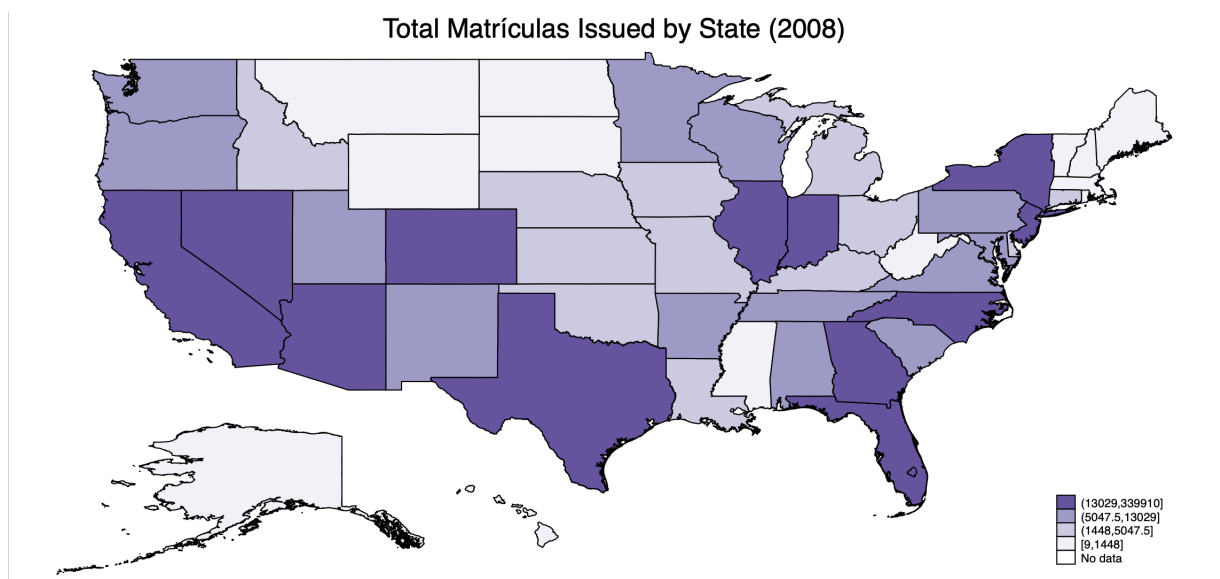 Total Matrículas Issued by State (2008)
(13029,339910]
(5047.5,13029]
(1448,5047.5]
[9,1448]
No data